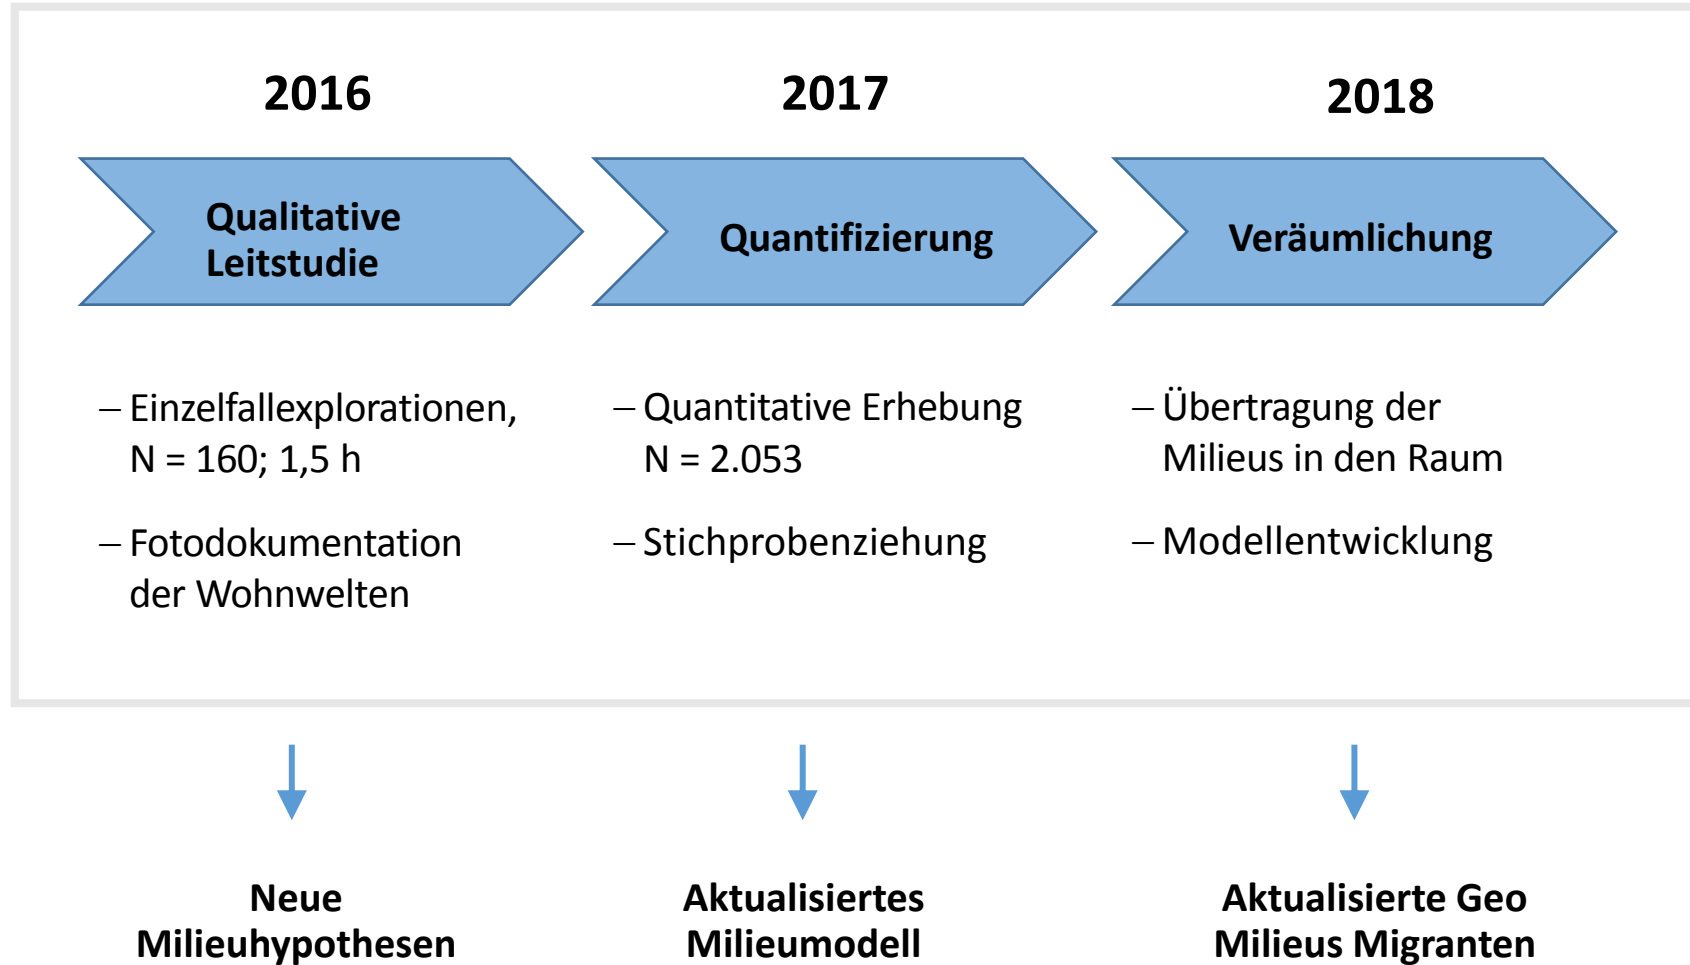 2016
Qualitative
Leitstudie
– Einzelfallexplorationen,
N = 160; 1,5 h
– Fotodokumentation
der Wohnwelten
Neue
Milieuhypothesen
2017
Quantifizierung
– Quantitative Erhebung
N = 2.053
– Stichprobenziehung
Aktualisiertes
Milieumodell
2018
Veräumlichung
– Übertragung der
Milieus in den Raum
– Modellentwicklung
Aktualisierte Geo
Milieus Migranten